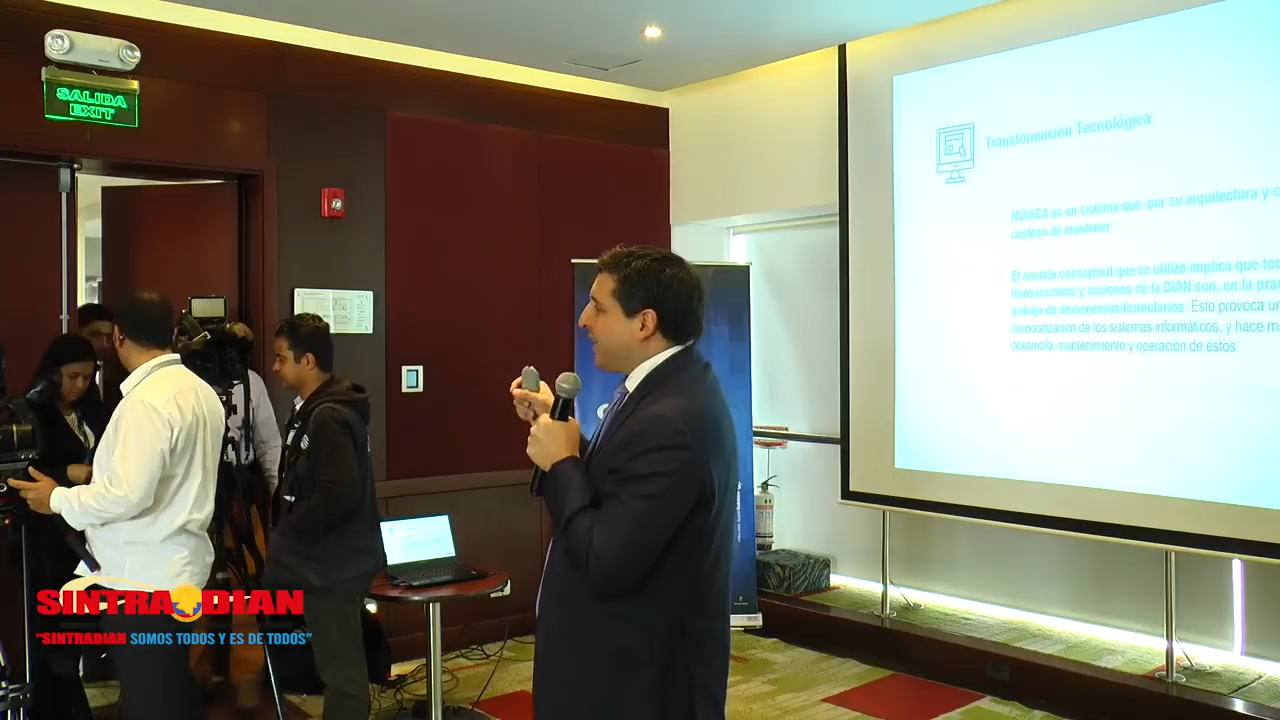 SALIDA
EXIT
Transformación Tecnológica
MUISCA es un sistema que -por su arquitectura y c
costoso de mantener
El modelo conceptual que se utilizó implica que tod
transacciones y acciones de la DIAN son, en la prác
trabajo de documentos/formularios. Esto provoca un
burocratización de los sistemas informáticos, y hace m
desarrollo, mantenimiento y operación de éstos.
SINTRADIAN
"SINTRADIAN SOMOS TODOS Y ES DE TODOS"